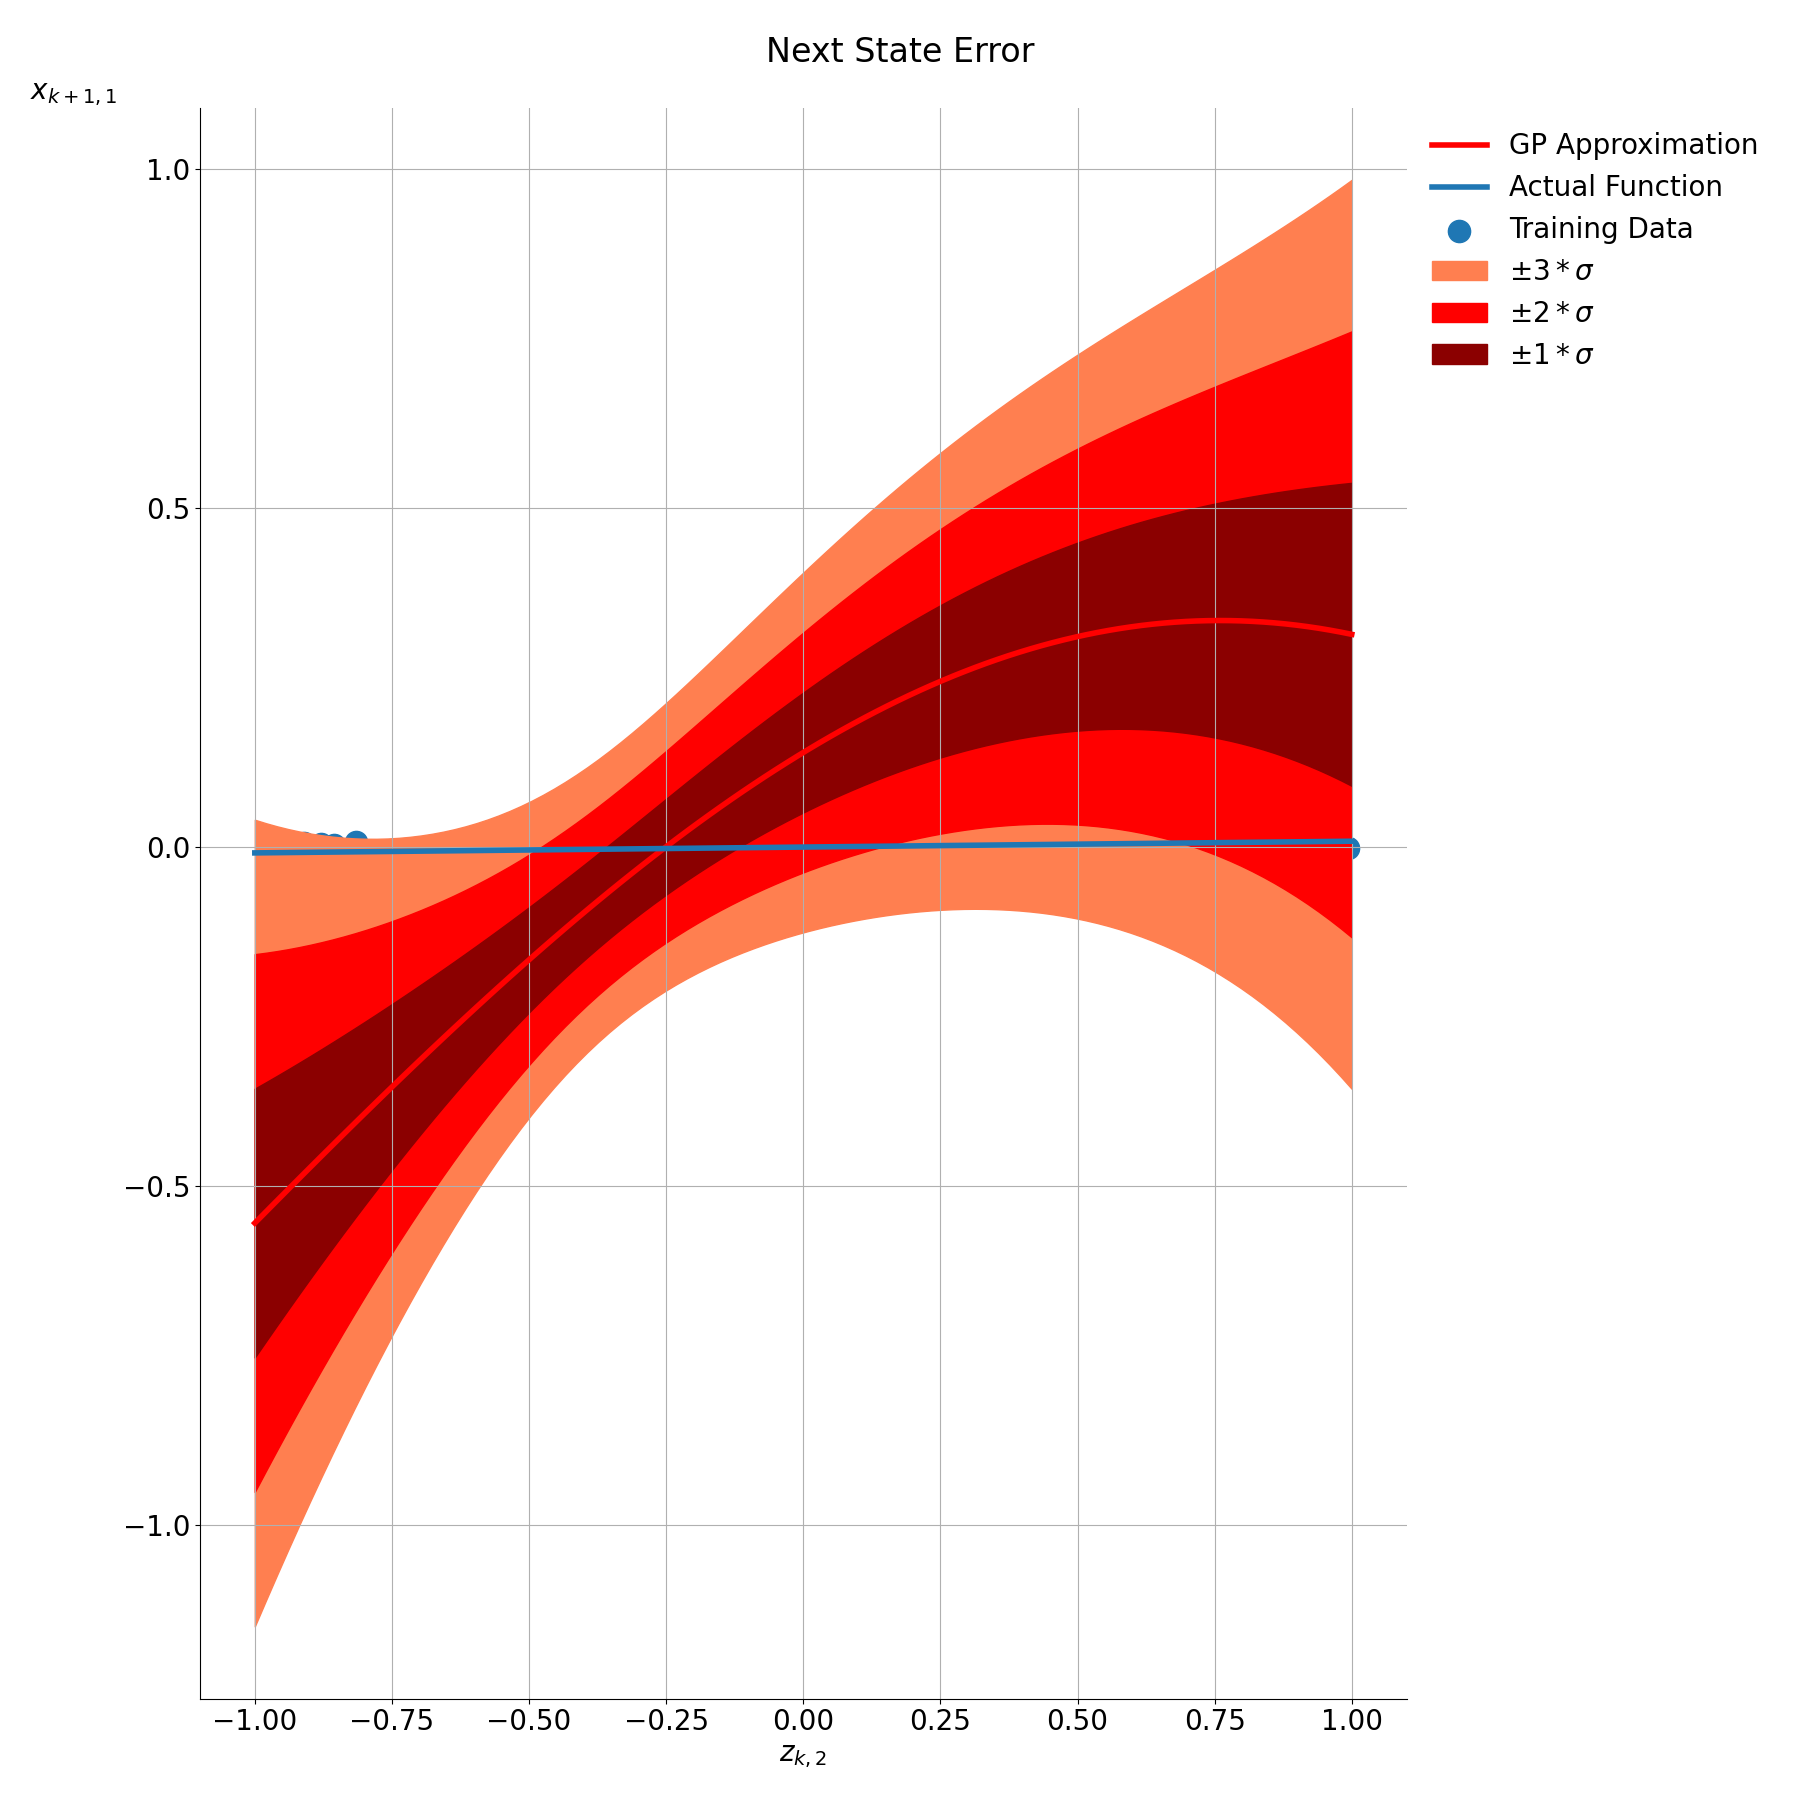 Next State Error
x_{k+1,1}
GP Approximation
Actual Function
Training Data
±3 * σ
±2 * σ
±1 * σ
1.0
0.5
0.0
−0.5
−1.0
−1.00 −0.75 −0.50 −0.25 0.00 0.25 0.50 0.75 1.00
z_{k,2}